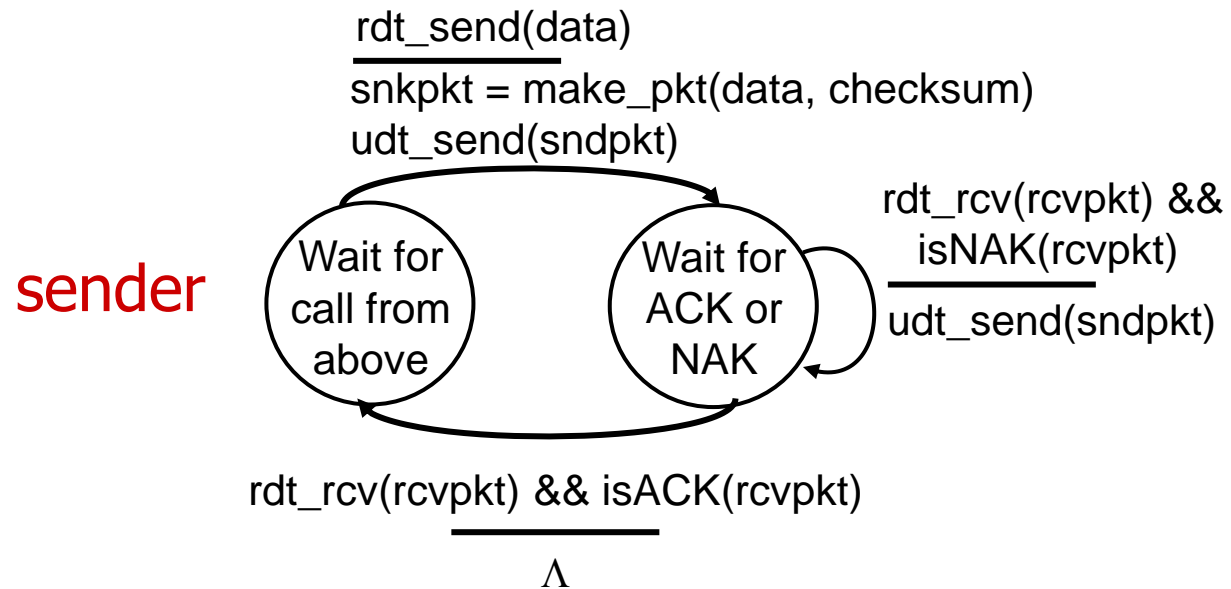 rdt_send(data)
snkpkt = make_pkt(data, checksum)
udt_send(sndpkt)
sender
Wait for
call from
above
Wait for
ACK or
NAK
rdt_rcv(rcvpkt) &&
isNAK(rcvpkt)
udt_send(sndpkt)
rdt_rcv(rcvpkt) && isACK(rcvpkt)
Λ